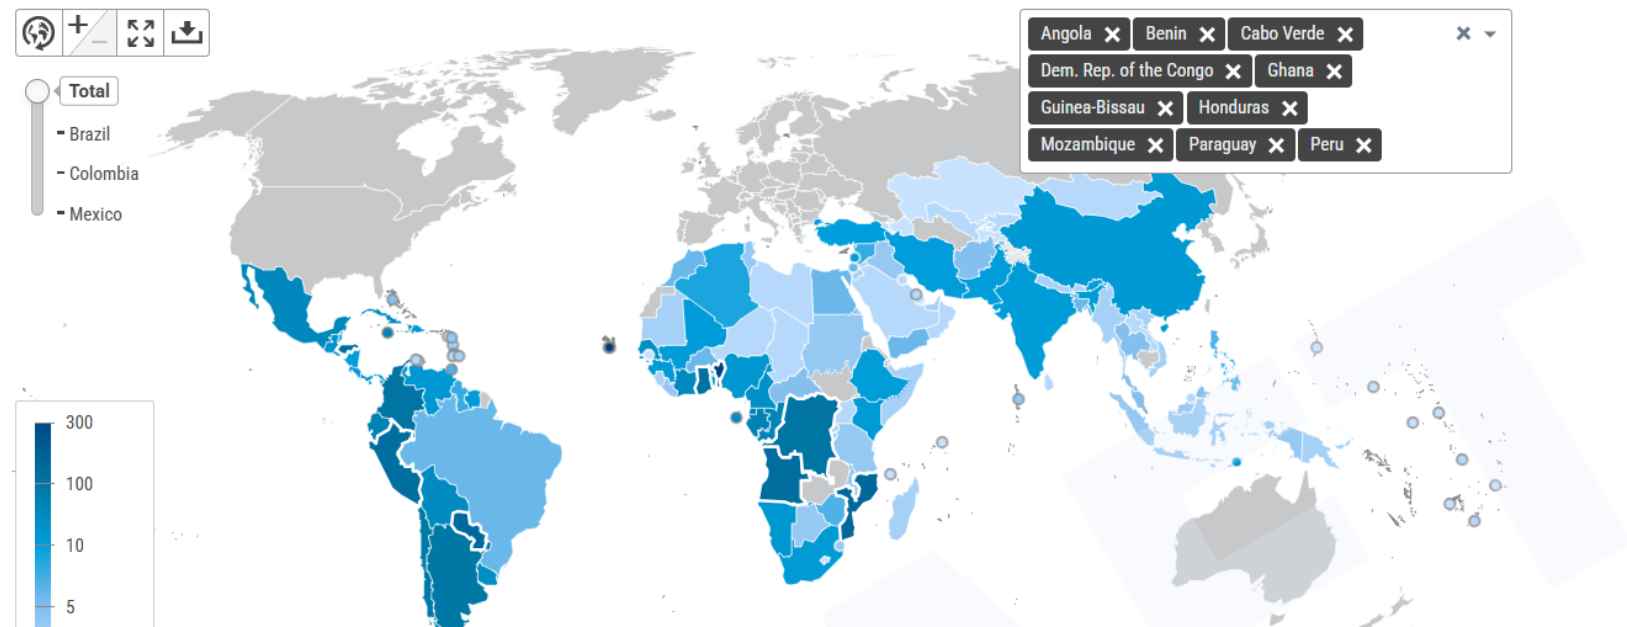 Total
Brazil
Colombia
Mexico
Angola Benin Cabo Verde
Dem. Rep. of the Congo Ghana
Guinea-Bissau Honduras
Mozambique Paraguay Peru
300
100
10
5